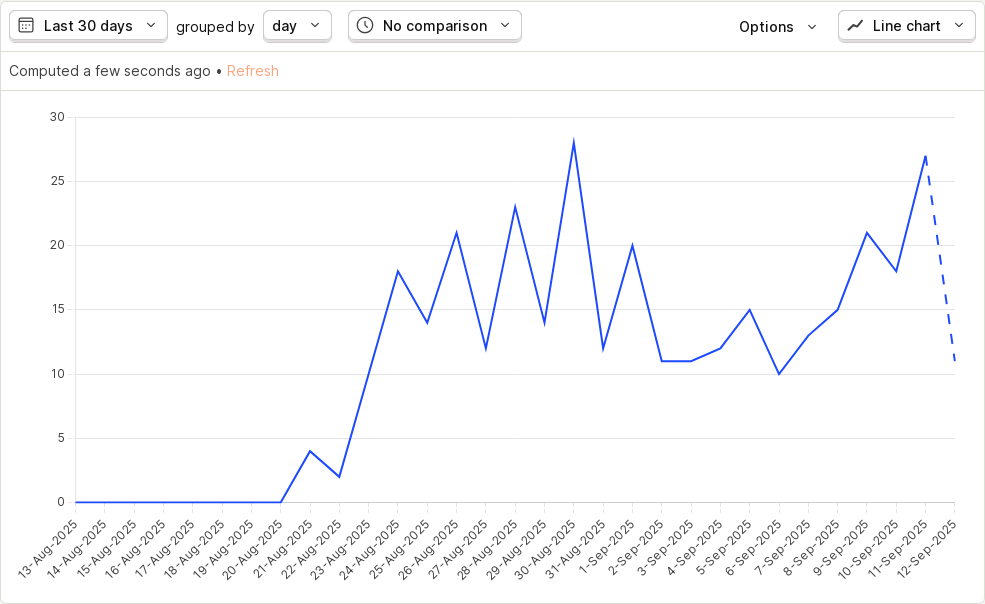 Last 30 days grouped by day No comparison Options Line chart
Computed a few seconds ago • Refresh
30
25
20
15
10
5
0
13-Aug-2025
14-Aug-2025
15-Aug-2025
16-Aug-2025
17-Aug-2025
18-Aug-2025
19-Aug-2025
20-Aug-2025
21-Aug-2025
22-Aug-2025
23-Aug-2025
24-Aug-2025
25-Aug-2025
26-Aug-2025
27-Aug-2025
28-Aug-2025
29-Aug-2025
30-Aug-2025
31-Aug-2025
1-Sep-2025
2-Sep-2025
3-Sep-2025
4-Sep-2025
5-Sep-2025
6-Sep-2025
7-Sep-2025
8-Sep-2025
9-Sep-2025
10-Sep-2025
11-Sep-2025
12-Sep-2025